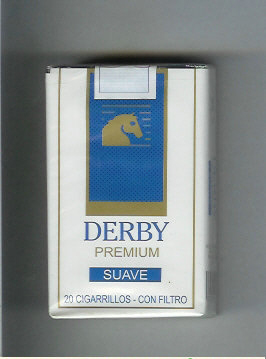 DERBY
PREMIUM
SUAVE
20 CIGARRILLOS - CON FILTRO